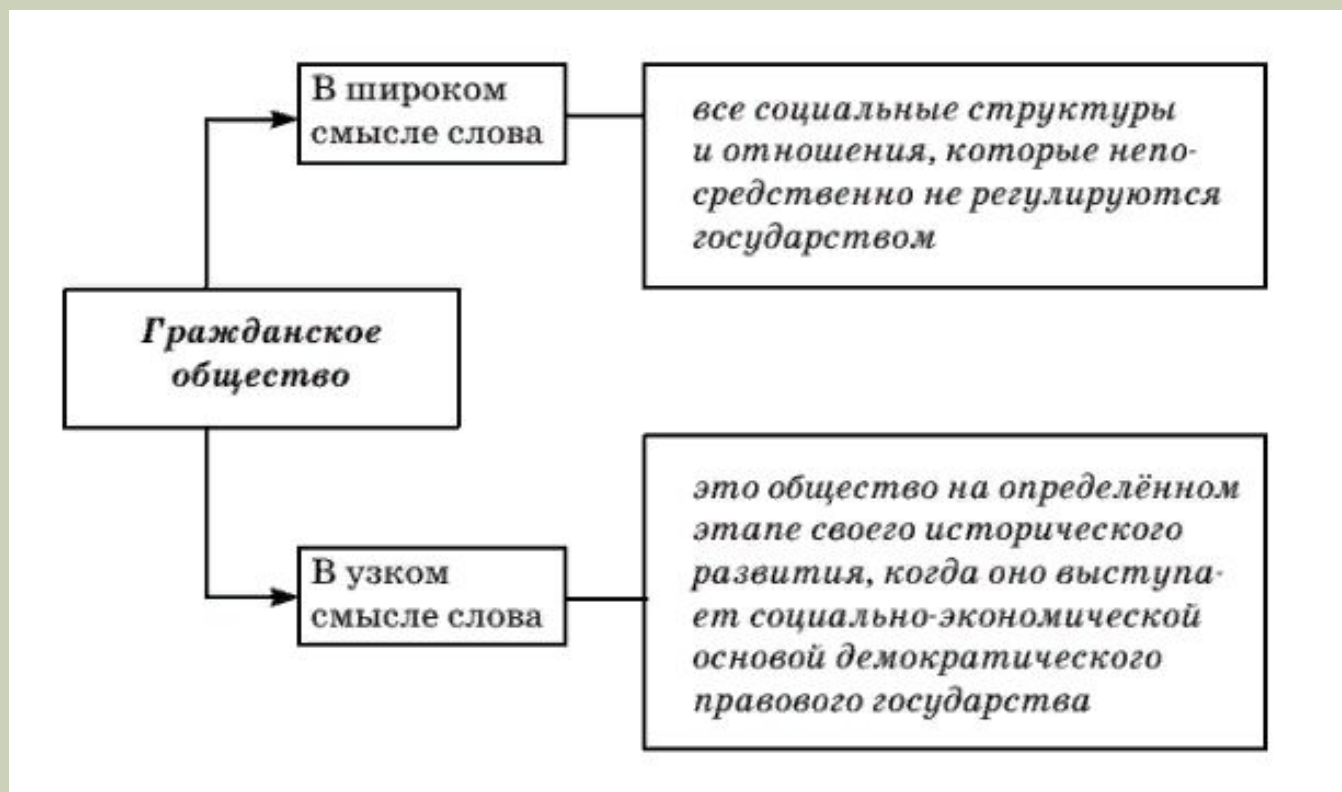 В широком
смысле слова
все социальные структуры
и отношения, которые непо-
средственно не регулируются
государством
Гражданское
общество
В узком
смысле слова
это общество на определённом
этапе своего исторического
развития, когда оно выступа-
ет социально-экономической
основой демократического
правового государства